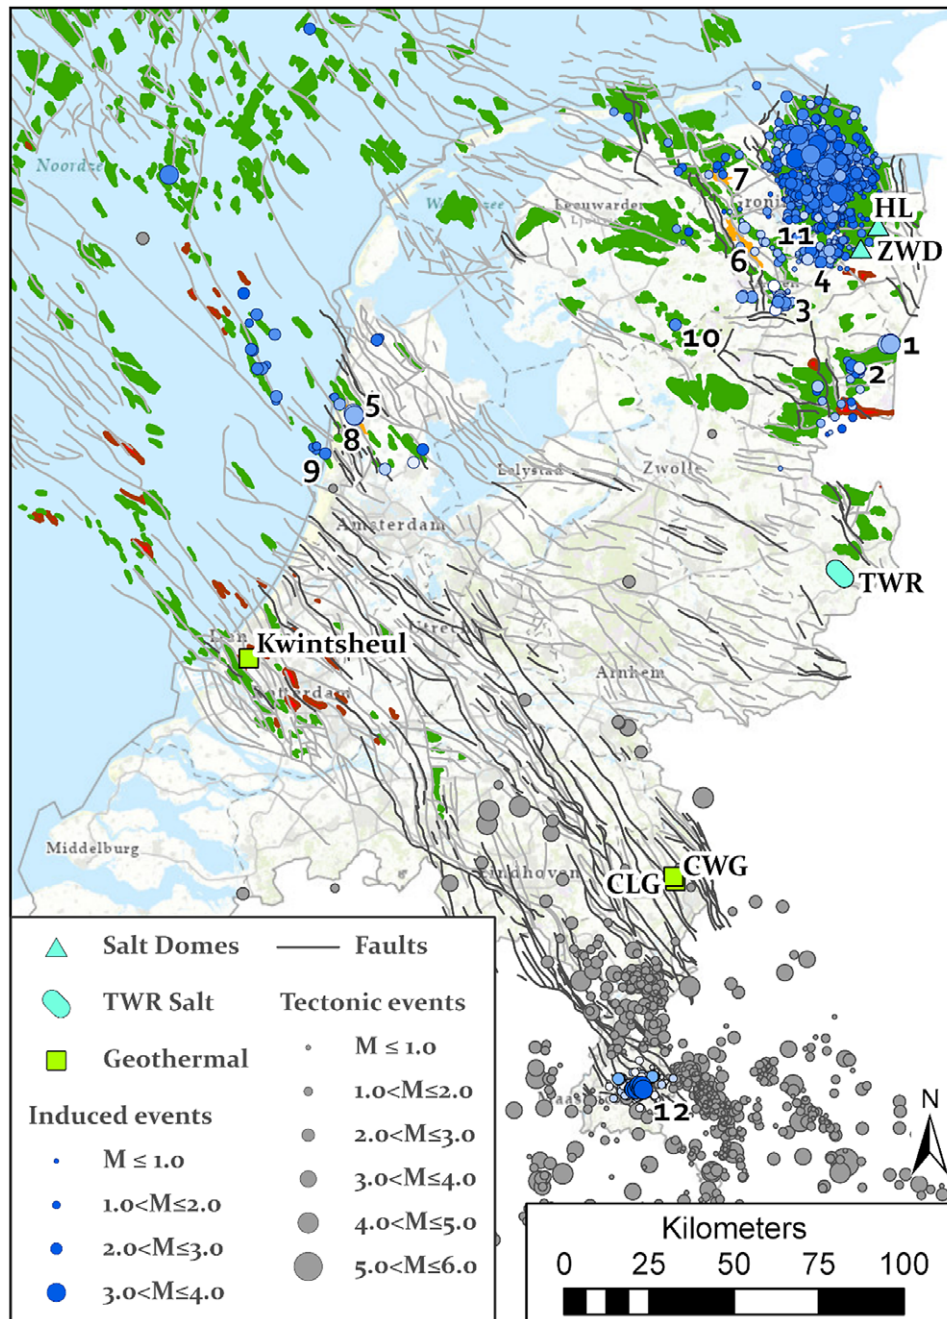 Noordzee
7
Leeuwarden
HL
11
ZWD
6
4
3
10
1
2
5
8
9
Lelystad
Zwolle
Amsterdam
TWR
Utrecht
Kwintsheul
Arnhem
Rotterdam
Middelburg
Eindhoven
CWG
CLG
12
N
Salt Domes
Faults
TWR Salt
Tectonic events
Geothermal
M ≤ 1.0
1.0<M≤2.0
Induced events
2.0<M≤3.0
M ≤ 1.0
3.0<M≤4.0
1.0<M≤2.0
4.0<M≤5.0
2.0<M≤3.0
5.0<M≤6.0
3.0<M≤4.0
Kilometers
0 25 50 75 100